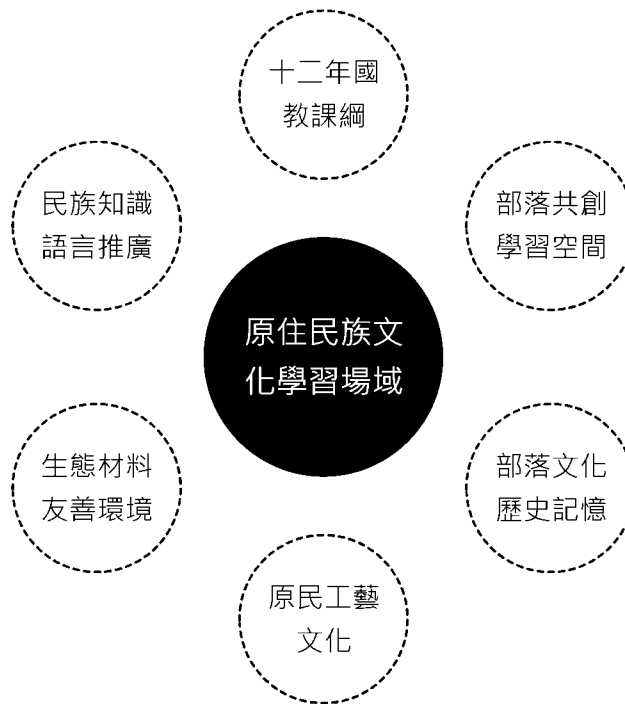 十二年國
教課綱
民族知識
語言推廣
部落共創
學習空間
原住民族文
化學習場域
生態材料
友善環境
部落文化
歷史記憶
原民工藝
文化